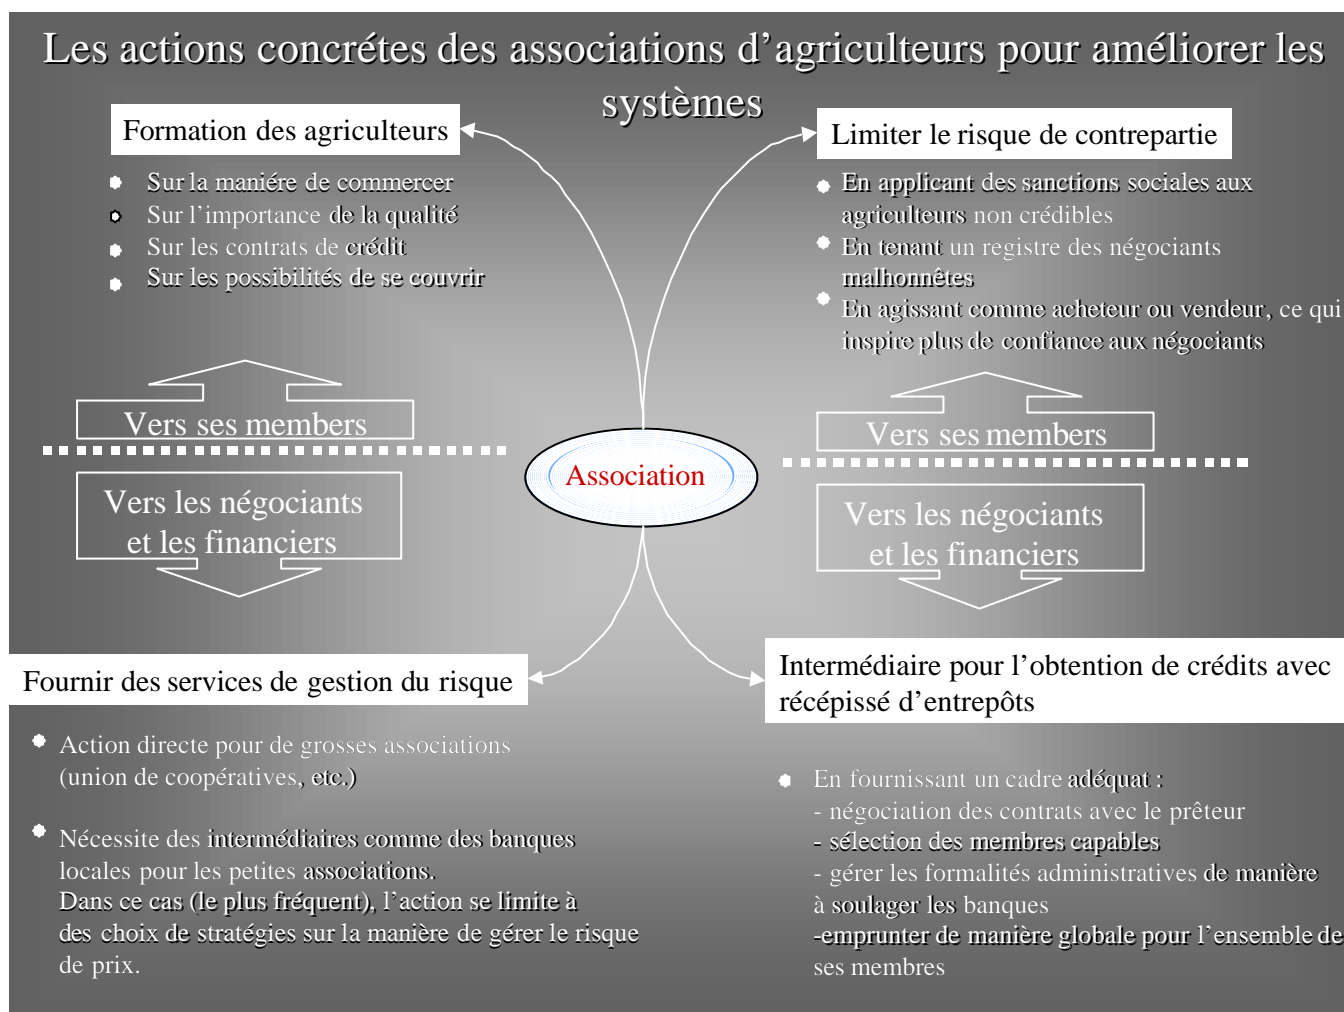 Les actions concrétes des associations d’agriculteurs pour améliorer les
systèmes
Formation des agriculteurs
Sur la maniére de commercer
Sur l’importance de la qualité
Sur les contrats de crédit
Sur les possibilités de se couvrir
Limiter le risque de contrepartie
En applicant des sanctions sociales aux
agriculteurs non crédibles
En tenant un registre des négociants
malhonnêtes
En agissant comme acheteur ou vendeur, ce qui
inspire plus de confiance aux négociants
Vers ses members
Vers les négociants
et les financiers
Association
Vers ses members
Vers les négociants
et les financiers
Fournir des services de gestion du risque
Action directe pour de grosses associations
(union de coopératives, etc.)
Nécessite des intermédiaires comme des banques
locales pour les petites associations.
Dans ce cas (le plus fréquent), l’action se limite à
des choix de stratégies sur la manière de gérer le risque
de prix.
Intermédiaire pour l’obtention de crédits avec
récépissé d’entrepôts
En fournissant un cadre adéquat :
- négociation des contrats avec le prêteur
- sélection des membres capables
- gérer les formalités administratives de manière
à soulager les banques
-emprunter de manière globale pour l’ensemble de
ses membres